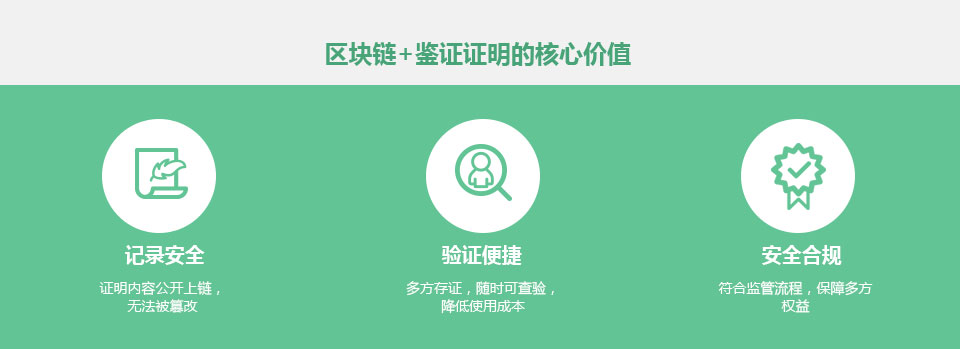 区块链+鉴证证明的核心价值
记录安全
证明内容公开上链，
无法被篡改
验证便捷
多方存证，随时可查验，
降低使用成本
安全合规
符合监管流程，保障多方
权益